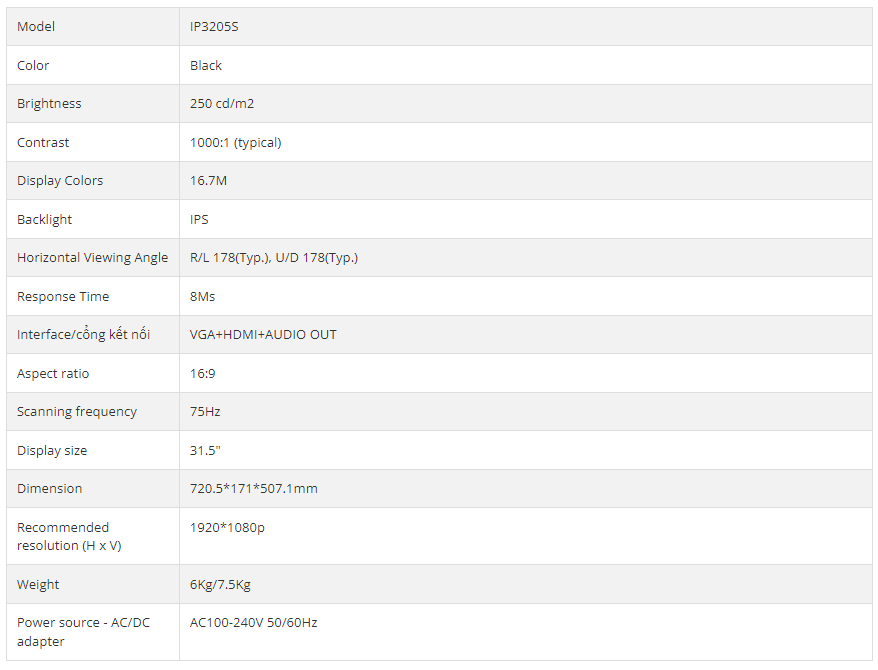 Model IP3205S
Color Black
Brightness 250 cd/m2
Contrast 1000:1 (typical)
Display Colors 16.7M
Backlight IPS
Horizontal Viewing Angle R/L 178(Typ.), U/D 178(Typ.)
Response Time 8Ms
Interface/cổng kết nối VGA+HDMI+AUDIO OUT
Aspect ratio 16:9
Scanning frequency 75Hz
Display size 31.5"
Dimension 720.5*171*507.1mm
Recommended 1920*1080p
resolution (H x V)
Weight 6Kg/7.5Kg
Power source - AC/DC AC100-240V 50/60Hz
adapter